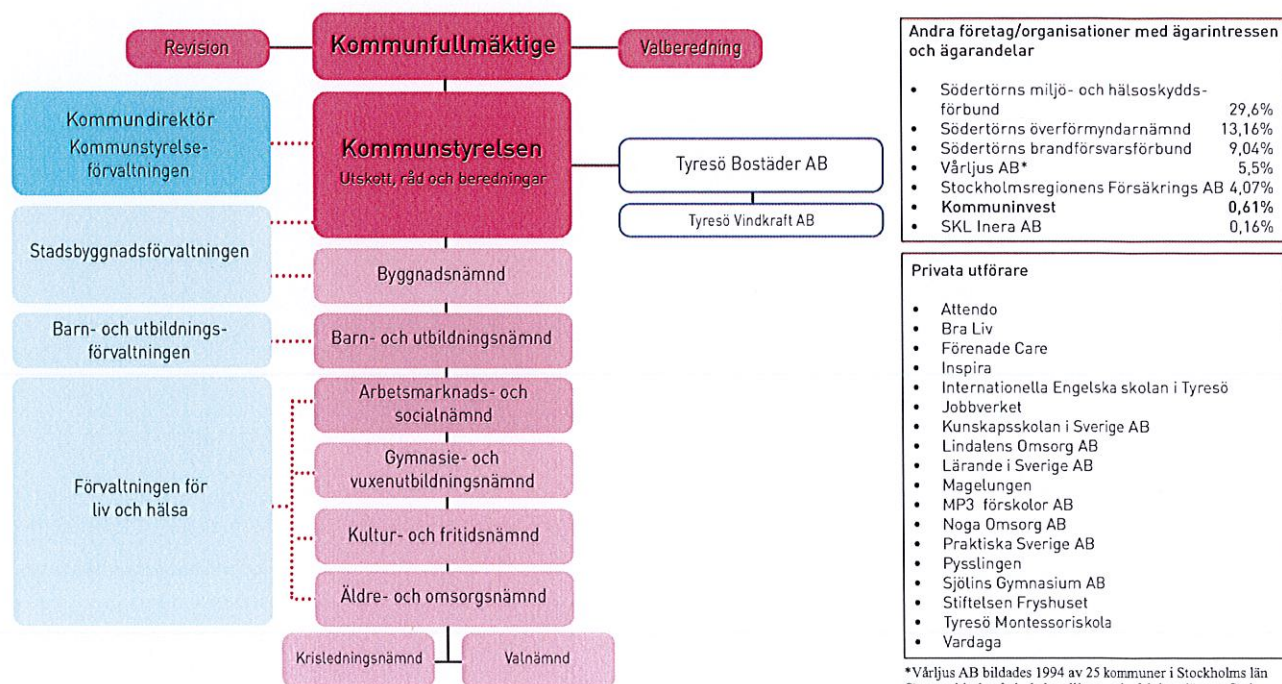 Revision
Kommunfullmäktige
Valberedning
Kommundirektör
Kommunstyrelse-
förvaltningen
Kommunstyrelsen
Utskott, råd och beredningar
Tyresö Bostäder AB
Tyresö Vindkraft AB
Stadsbyggnadsförvaltningen
Byggnadsnämnd
Barn- och utbildnings-
förvaltningen
Barn- och utbildningsnämnd
Förvaltningen för
liv och hälsa
Arbetsmarknads- och
socialnämnd
Gymnasie- och
vuxenutbildningsnämnd
Kultur- och fritidsnämnd
Äldre- och omsorgsnämnd
Krisledningsnämnd
Valnämnd
Andra företag/organisationer med ägarintressen
och ägarandelar
• Södertörns miljö- och hälsoskydds-
förbund 29,6%
• Södertörns överförmyndarnämnd 13,16%
• Södertörns brandförsvarsförbund 9,04%
• Vårljus AB* 5,5%
• Stockholmsregionens Försäkrings AB 4,07%
• Kommuninvest 0,61%
• SKL Inera AB 0,16%
Privata utförare
• Attendo
• Bra Liv
• Förenade Care
• Inspira
• Internationella Engelska skolan i Tyresö
• Jobbverket
• Kunskapsskolan i Sverige AB
• Lindalens Omsorg AB
• Lärande i Sverige AB
• Magelungen
• MP3 förskolor AB
• Noga Omsorg AB
• Praktiska Sverige AB
• Pysslingen
• Sjölins Gymnasium AB
• Stiftelsen Fryshuset
• Tyresö Montessoriskola
• Vardaga
*Vårljus AB bildades 1994 av 25 kommuner i Stockholms län